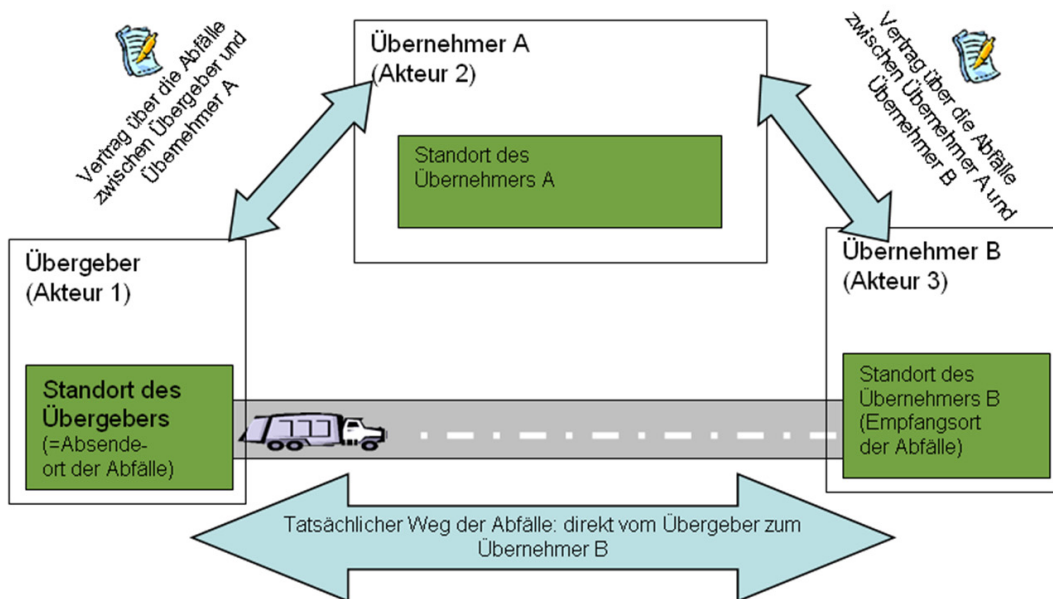 Vertrag über die Abfälle
zwischen Übergeber und
Übernehmer A
Übernehmer A
(Akteur 2)
Standort des
Übernehmers A
Vertrag über die Abfälle
zwischen Übernehmer A und
Übernehmer B
Übergeber
(Akteur 1)
Standort des
Übergebers
(=Absende-
ort der Abfälle)
Übernehmer B
(Akteur 3)
Standort des
Übernehmers B
(Empfangsort
der Abfälle)
Tatsächlicher Weg der Abfälle: direkt vom Übergeber zum
Übernehmer B